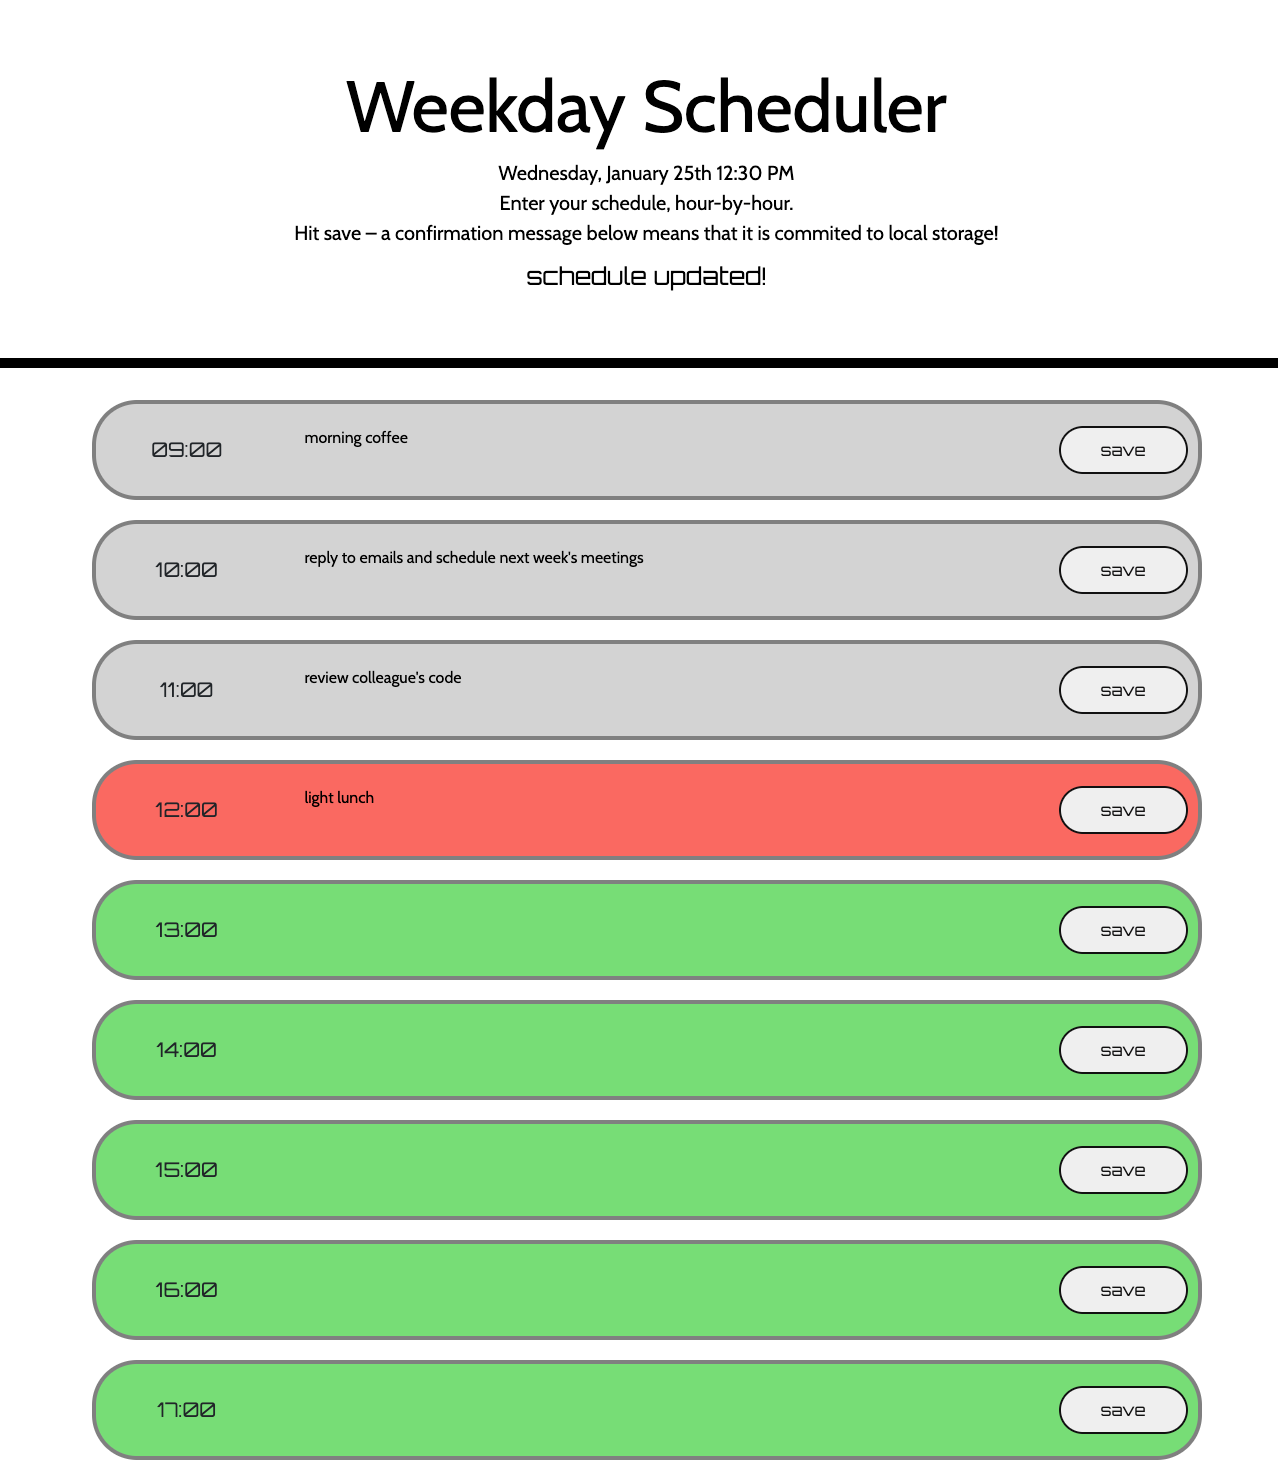 Weekday Scheduler
Wednesday, January 25th 12:30 PM
Enter your schedule, hour-by-hour.
Hit save – a confirmation message below means that it is commited to local storage!
schedule updated!
09:00 morning coffee save
10:00 reply to emails and schedule next week's meetings save
11:00 review colleague's code save
12:00 light lunch save
13:00 save
14:00 save
15:00 save
16:00 save
17:00 save